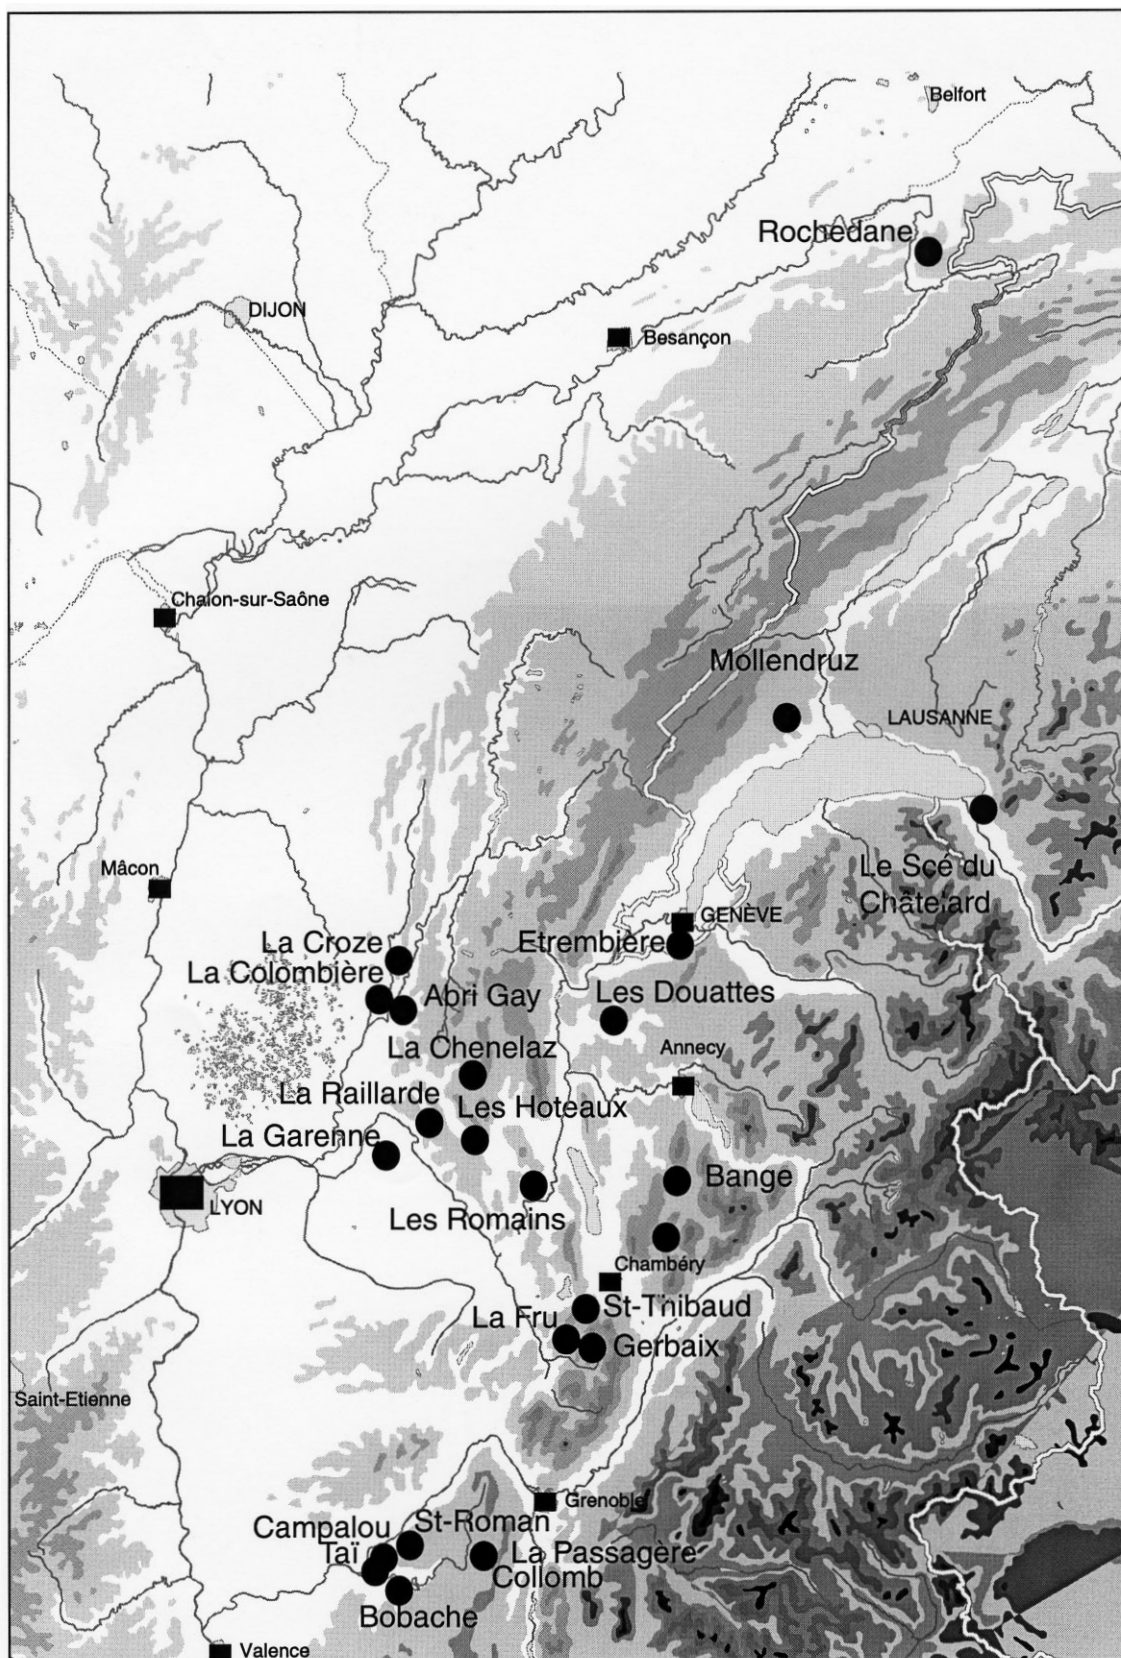 Belfort
Rochedane
DIJON
Besançon
Chalon-sur-Saône
Mollendruz
LAUSANNE
Mâcon
Le Scé du
Châtelard
GENÈVE
La Croze
Etrembière
La Colombière
Abri Gay
Les Douattes
La Chenelaz
Annecy
La Raillarde
Les Hoteaux
La Garenne
Bange
LYON
Les Romains
Chambéry
La Fru
St-Thibaud
Gerbaix
Saint-Etienne
Grenoble
Campalou
St-Roman
Taï
La Passagère
Collomb
Bobache
Valence